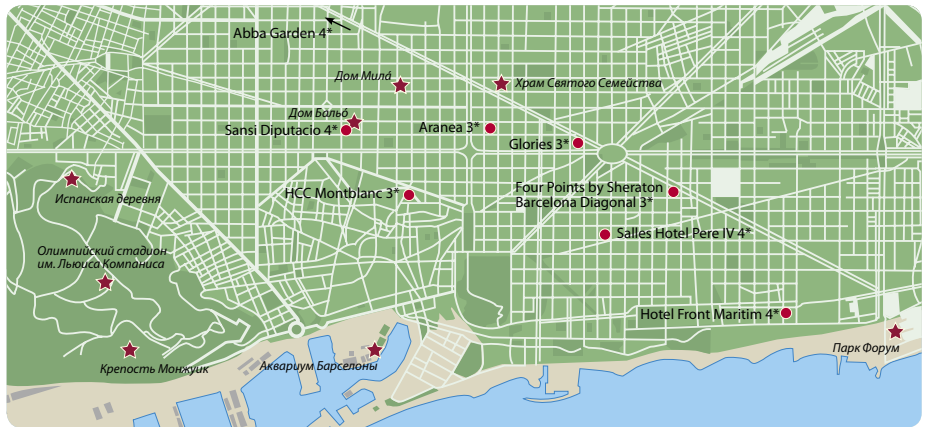 Abba Garden 4*
Дом Мила́
Храм Святого Семейства
Дом Бальо́
Sansi Diputacio 4*
Aranea 3*
Glories 3*
Испанская деревня
HCC Montblanc 3*
Four Points by Sheraton
Barcelona Diagonal 3*
Salles Hotel Pere IV 4*
Олимпийский стадион
им. Льюиса Компаниса
Hotel Front Maritim 4*
Парк Форум
Крепость Монжуик
Аквариум Барселоны